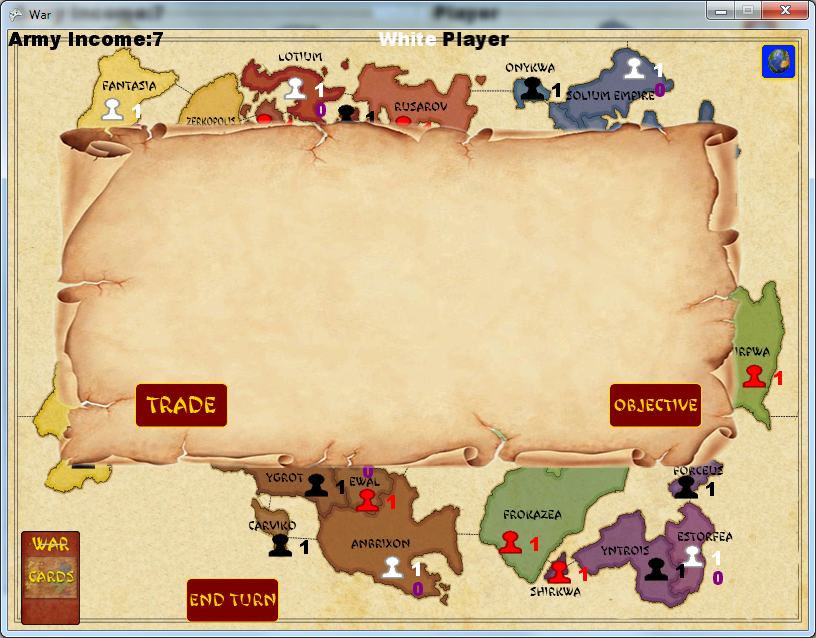 War
Army Income:7
White Player
LOTIUM
ONYKWA
FANTASIA
1
1
1
1
SOLIUM EMPIRE
0
RUSAROV
0
1
ZERKOPOLIS
1
TRADE
OBJECTIVE
1
YGROT
EWAL
0
FORCEUS
1
1
1
CARVIKO
FROKAZEA
ANBRIXON
1
1
YNTROIS
ESTORFEA
1
1
1
1
0
0
SHIRKWA
WAR
CARDS
END TURN